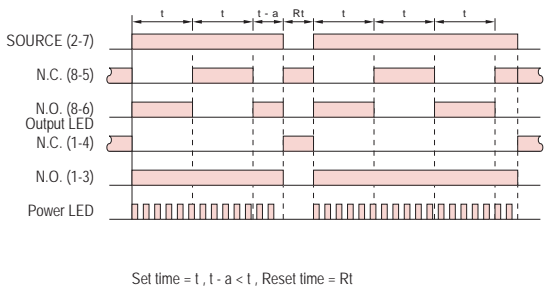 t t t - a Rt t t t
SOURCE (2-7)
N.C. (8-5)
N.O. (8-6)
Output LED
N.C. (1-4)
N.O. (1-3)
Power LED
Set time = t , t - a < t , Reset time = Rt